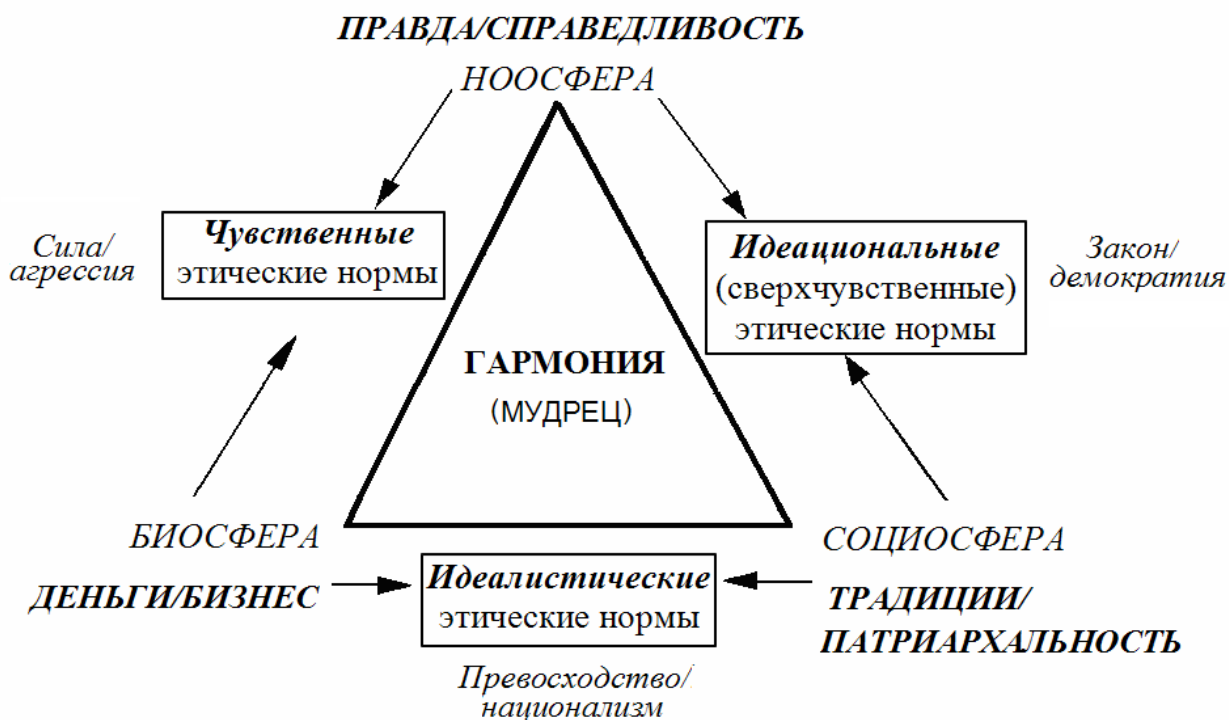 ПРАВДА/СПРАВЕДЛИВОСТЬ
НООСФЕРА
Чувственные
этические нормы
Сила/
агрессия
Идеациональные
(сверхчувственные)
этические нормы
Закон/
демократия
ГАРМОНИЯ
(МУДРЕЦ)
БИОСФЕРА
ДЕНЬГИ/БИЗНЕС
Идеалистические
этические нормы
СОЦИОСФЕРА
ТРАДИЦИИ/
ПАТРИАРХАЛЬНОСТЬ
Превосходство/
национализм